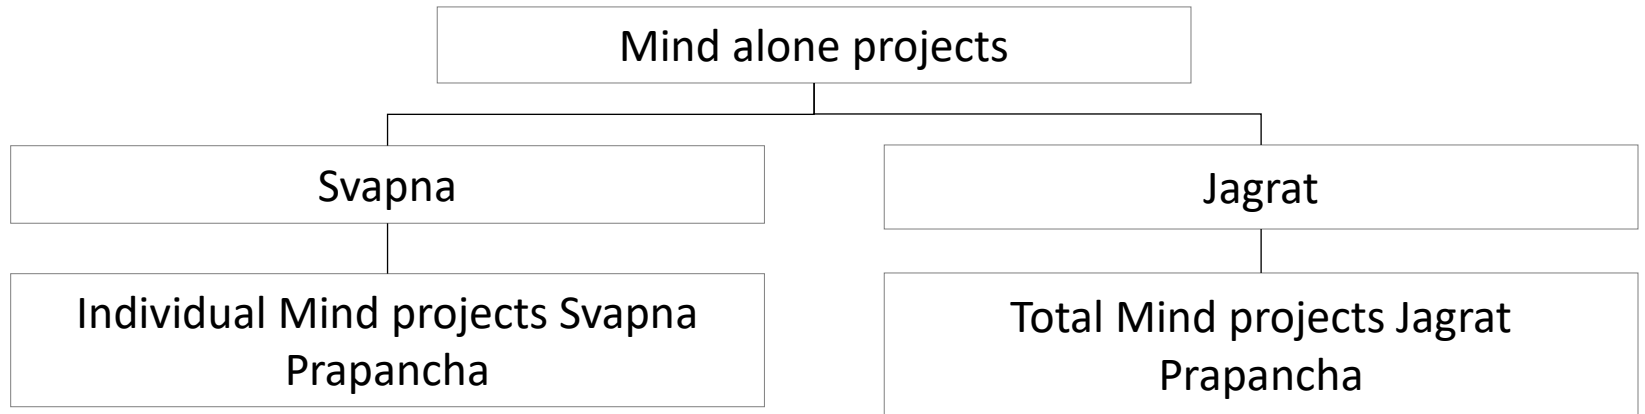 Mind alone projects
Svapna
Jagrat
Individual Mind projects Svapna
Prapancha
Total Mind projects Jagrat
Prapancha